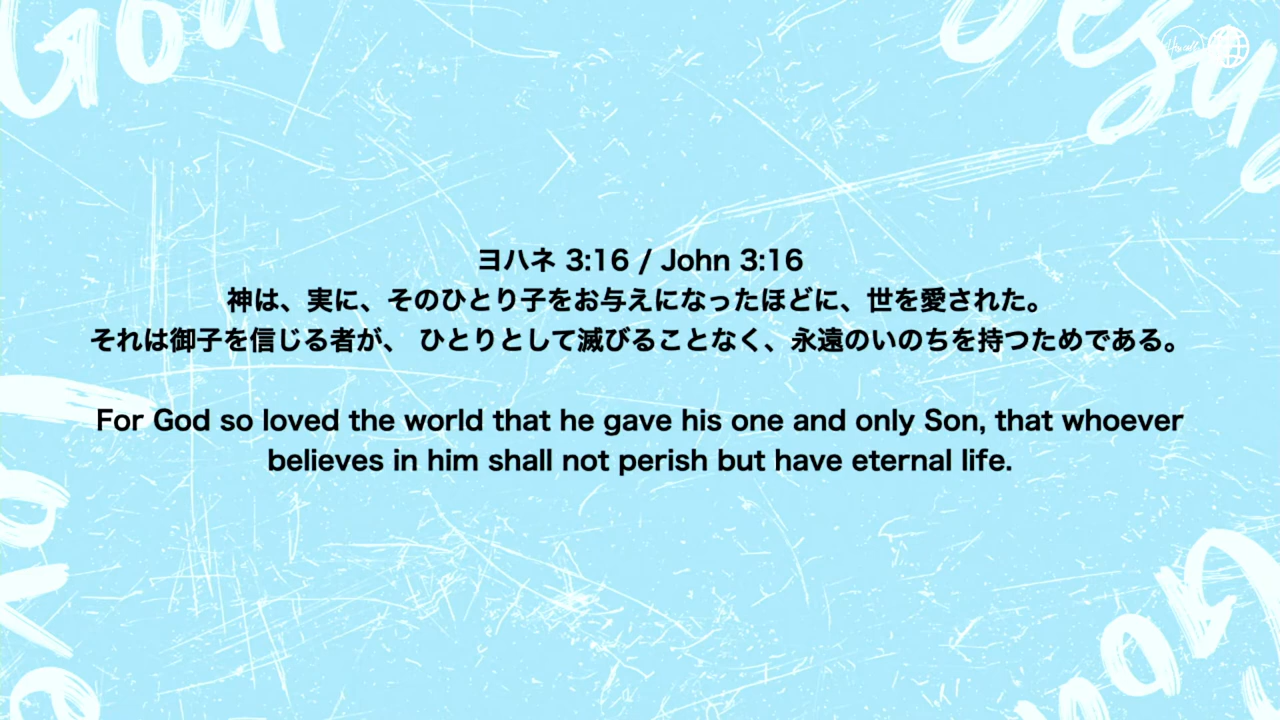 God
Jesu
ヨハネ 3:16 / John 3:16
神は、実に、そのひとり子をお与えになったほどに、世を愛された。
それは御子を信じる者が、 ひとりとして滅びることなく、永遠のいのちを持つためである。
For God so loved the world that he gave his one and only Son, that whoever
believes in him shall not perish but have eternal life.